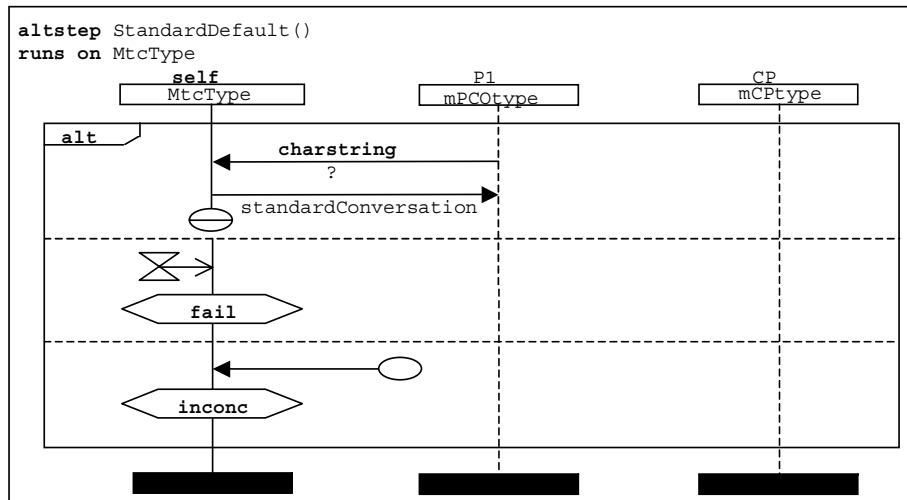 altstep StandardDefault()
runs on MtcType
self P1 CP
MtcType mPCOtype mCPtype
alt
charstring
?
standardConversation
fail
inconc